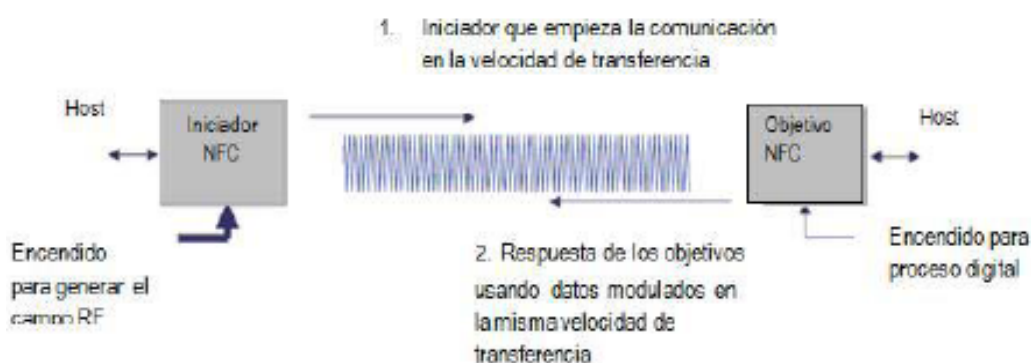 1. Iniciador que empieza la comunicación
en la velocidad de transferencia
Host
Iniciador
NFC
Objetivo
NFC
Host
Encendido
para generar el
campo RF
2. Respuesta de los objetivos
usando datos modulados en
la misma velocidad de
transferencia
Encendido para
proceso digital